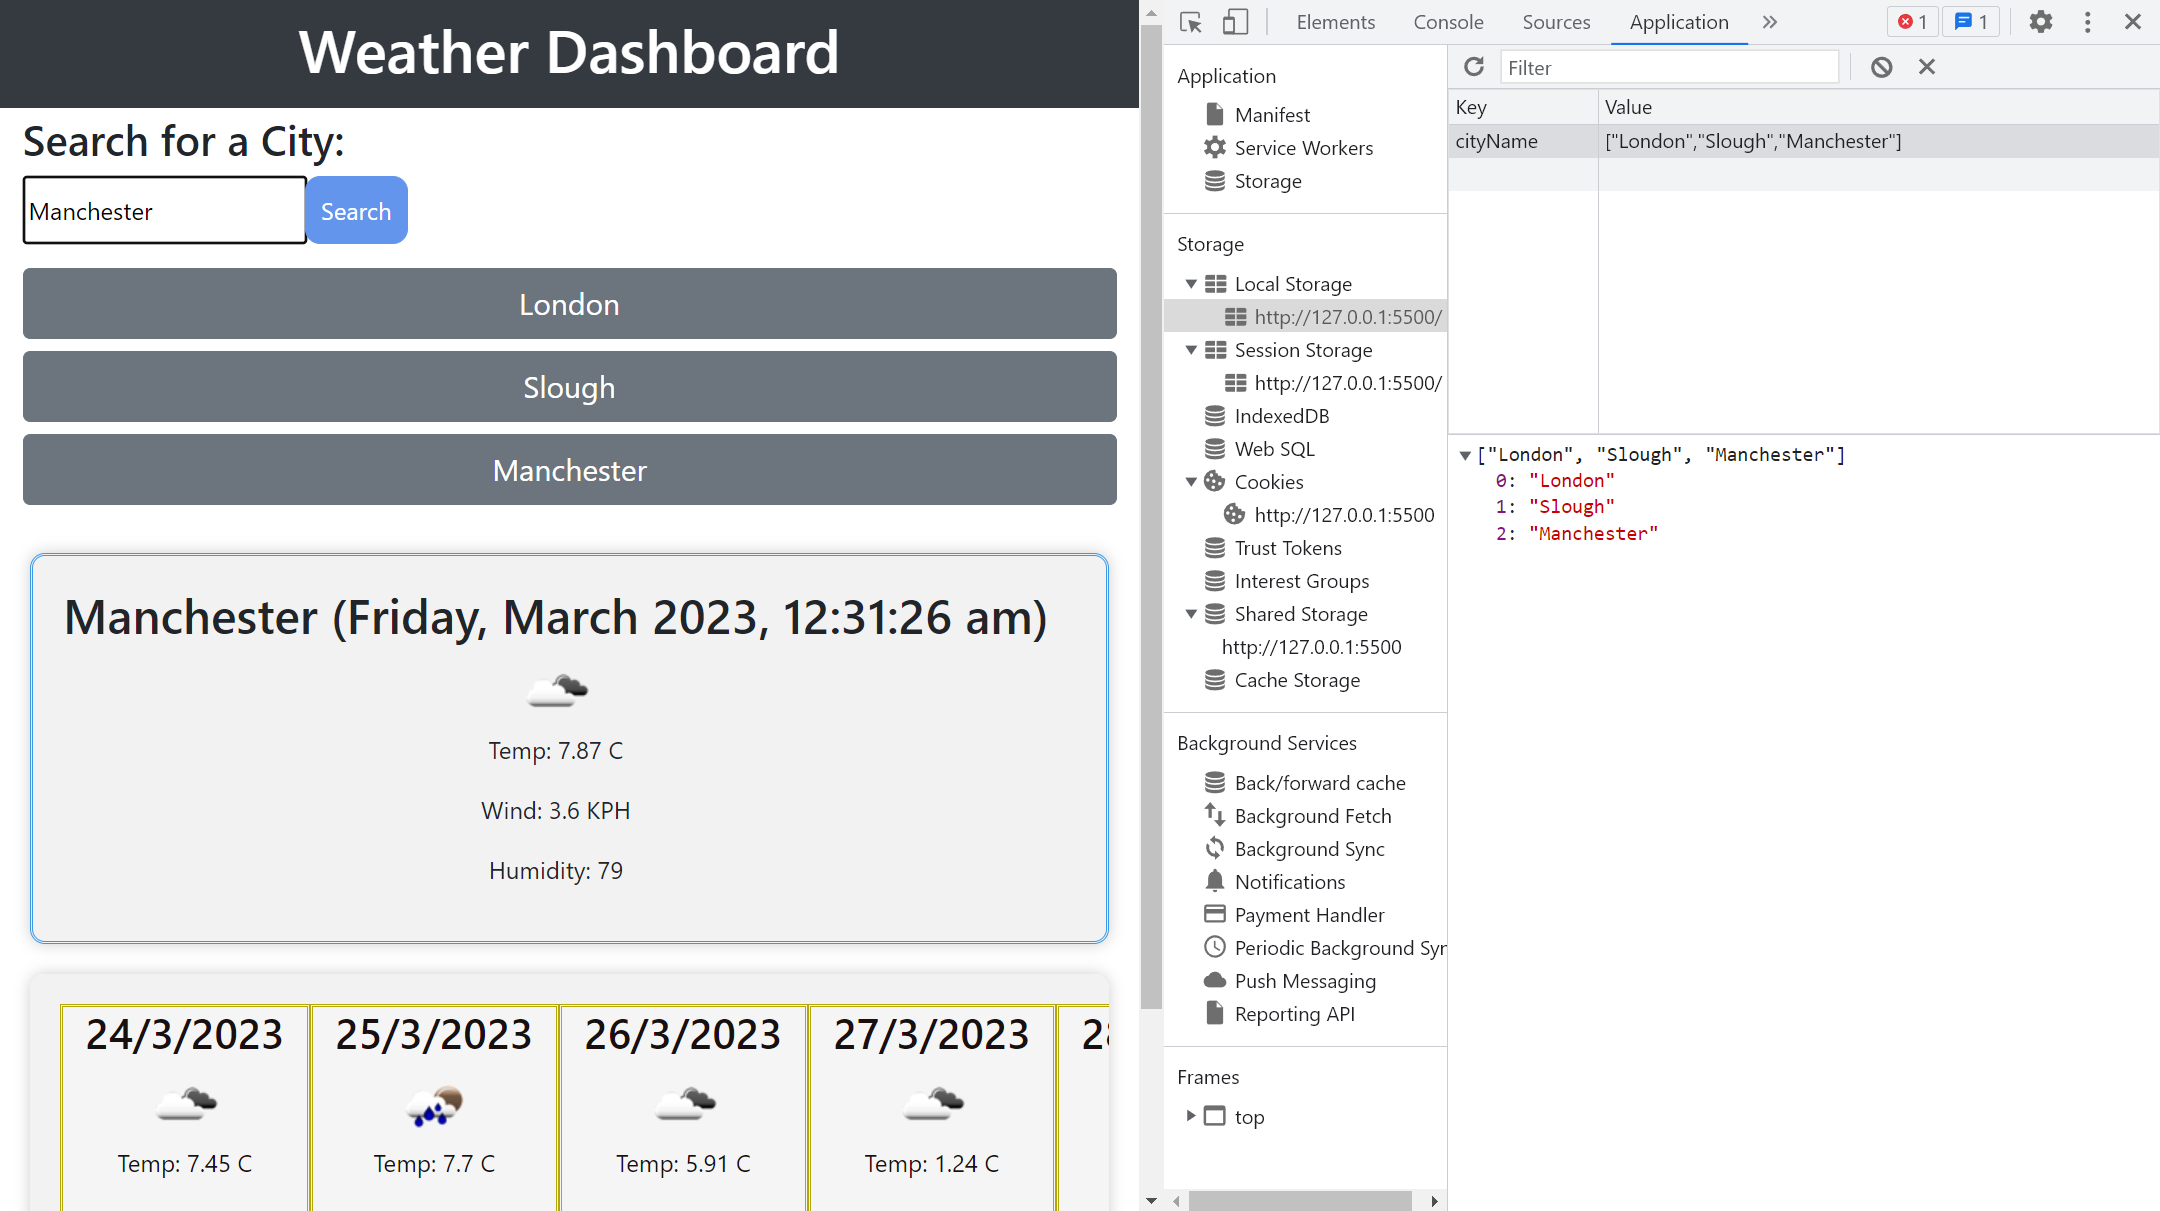 Weather Dashboard
Search for a City:
Manchester
Search
London
Slough
Manchester
Manchester (Friday, March 2023, 12:31:26 am)
Temp: 7.87 C
Wind: 3.6 KPH
Humidity: 79
24/3/2023
25/3/2023
26/3/2023
27/3/2023
Temp: 7.45 C
Temp: 7.7 C
Temp: 5.91 C
Temp: 1.24 C
Elements
Console
Sources
Application
1
1
Application
Manifest
Service Workers
Storage
Storage
Local Storage
http://127.0.0.1:5500/
Session Storage
http://127.0.0.1:5500/
IndexedDB
Web SQL
Cookies
http://127.0.0.1:5500
Trust Tokens
Interest Groups
Shared Storage
http://127.0.0.1:5500
Cache Storage
Background Services
Back/forward cache
Background Fetch
Background Sync
Notifications
Payment Handler
Periodic Background
Push Messaging
Reporting API
Frames
top
Filter
Key Value
cityName ["London","Slough","Manchester"]
["London", "Slough", "Manchester"]
0: "London"
1: "Slough"
2: "Manchester"